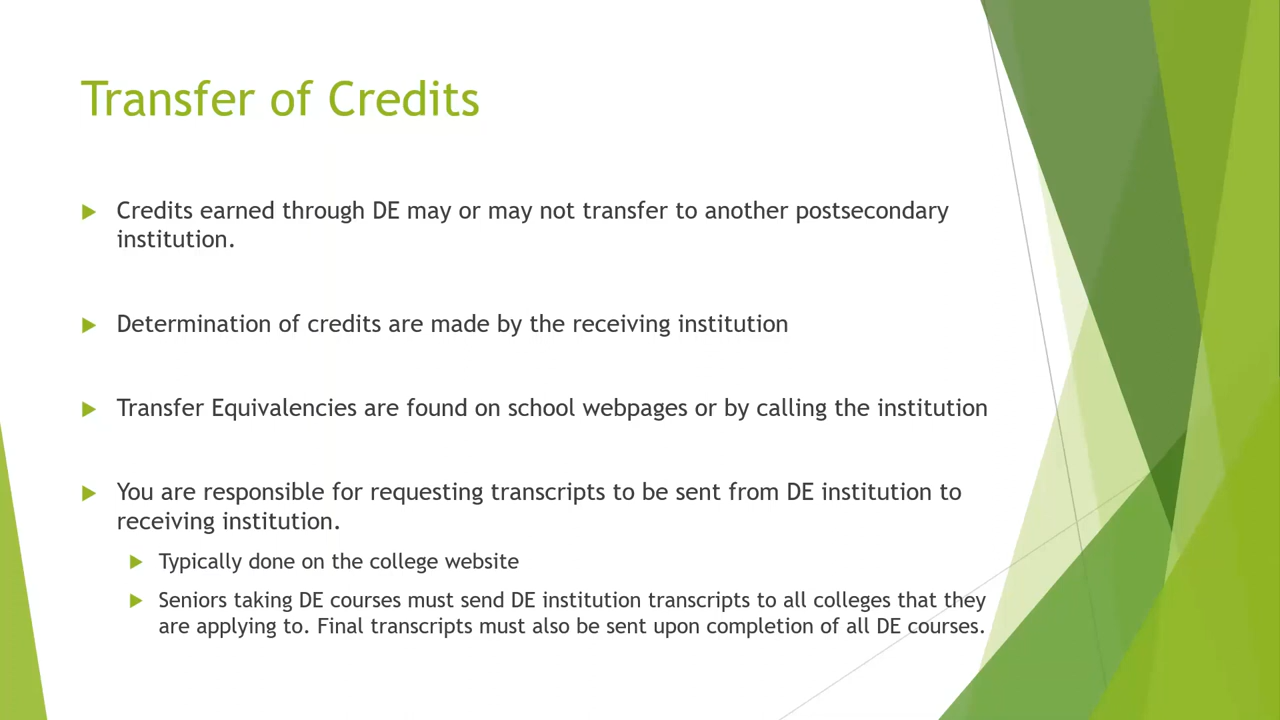 Transfer of Credits
Credits earned through DE may or may not transfer to another postsecondary
institution.
Determination of credits are made by the receiving institution
Transfer Equivalencies are found on school webpages or by calling the institution
You are responsible for requesting transcripts to be sent from DE institution to
receiving institution.
Typically done on the college website
Seniors taking DE courses must send DE institution transcripts to all colleges that they
are applying to. Final transcripts must also be sent upon completion of all DE courses.